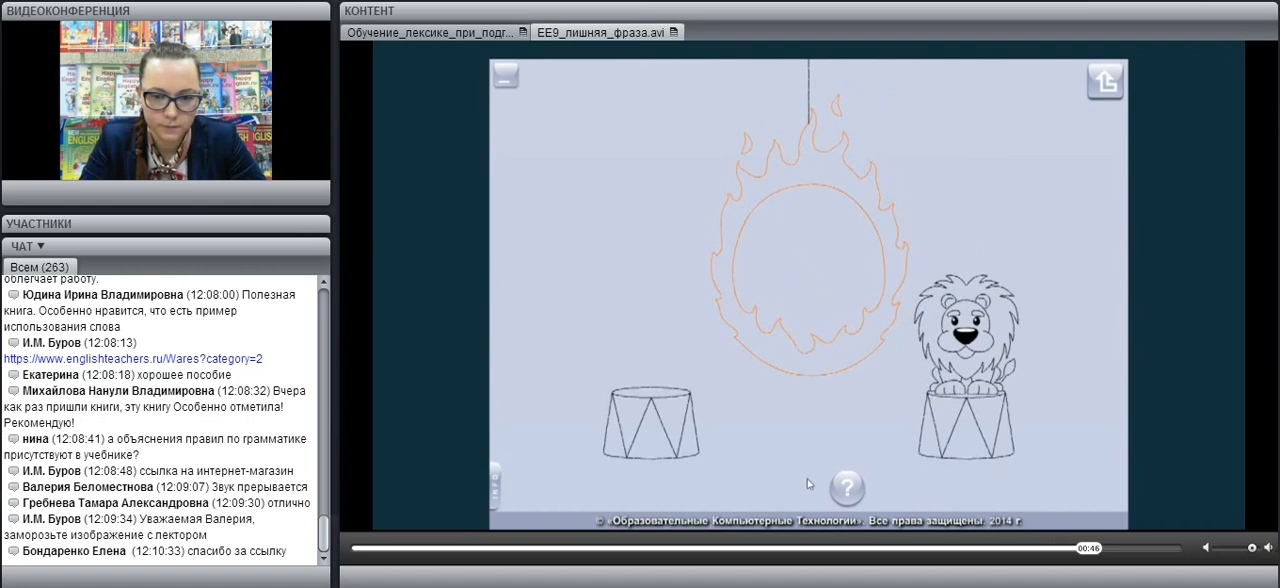 ВИДЕОКОНФЕРЕНЦИЯ
УЧАСТНИКИ
ЧАТ ▼
Всем (263)
облегчает работу.
Юдина Ирина Владимировна (12:08:00) Полезная
книга. Особенно нравится, что есть пример
использования слова
И.М. Буров (12:08:13)
https://www.englishteachers.ru/Wares?category=2
Екатерина (12:08:18) хорошее пособие
Михайлова Нанули Владимировна (12:08:32) Вчера
как раз пришли книги, эту книгу Особенно отметила!
Рекомендую!
нина (12:08:41) а объяснения правил по грамматике
присутствуют в учебнике?
И.М. Буров (12:08:48) ссылка на интернет-магазин
Валерия Беломестнова (12:09:07) Звук прерывается
Гребнева Тамара Александровна (12:09:30) отлично
И.М. Буров (12:09:34) Уважаемая Валерия,
заморозьте изображение с лектором
Бондаренко Елена (12:10:33) спасибо за ссылку
КОНТЕНТ
Обучение_лексике_при_подг...
EE9_лишняя_фраза.avi
INFO
?
© «Образовательные Компьютерные Технологии». Все права защищены. 2014 г.
00:46